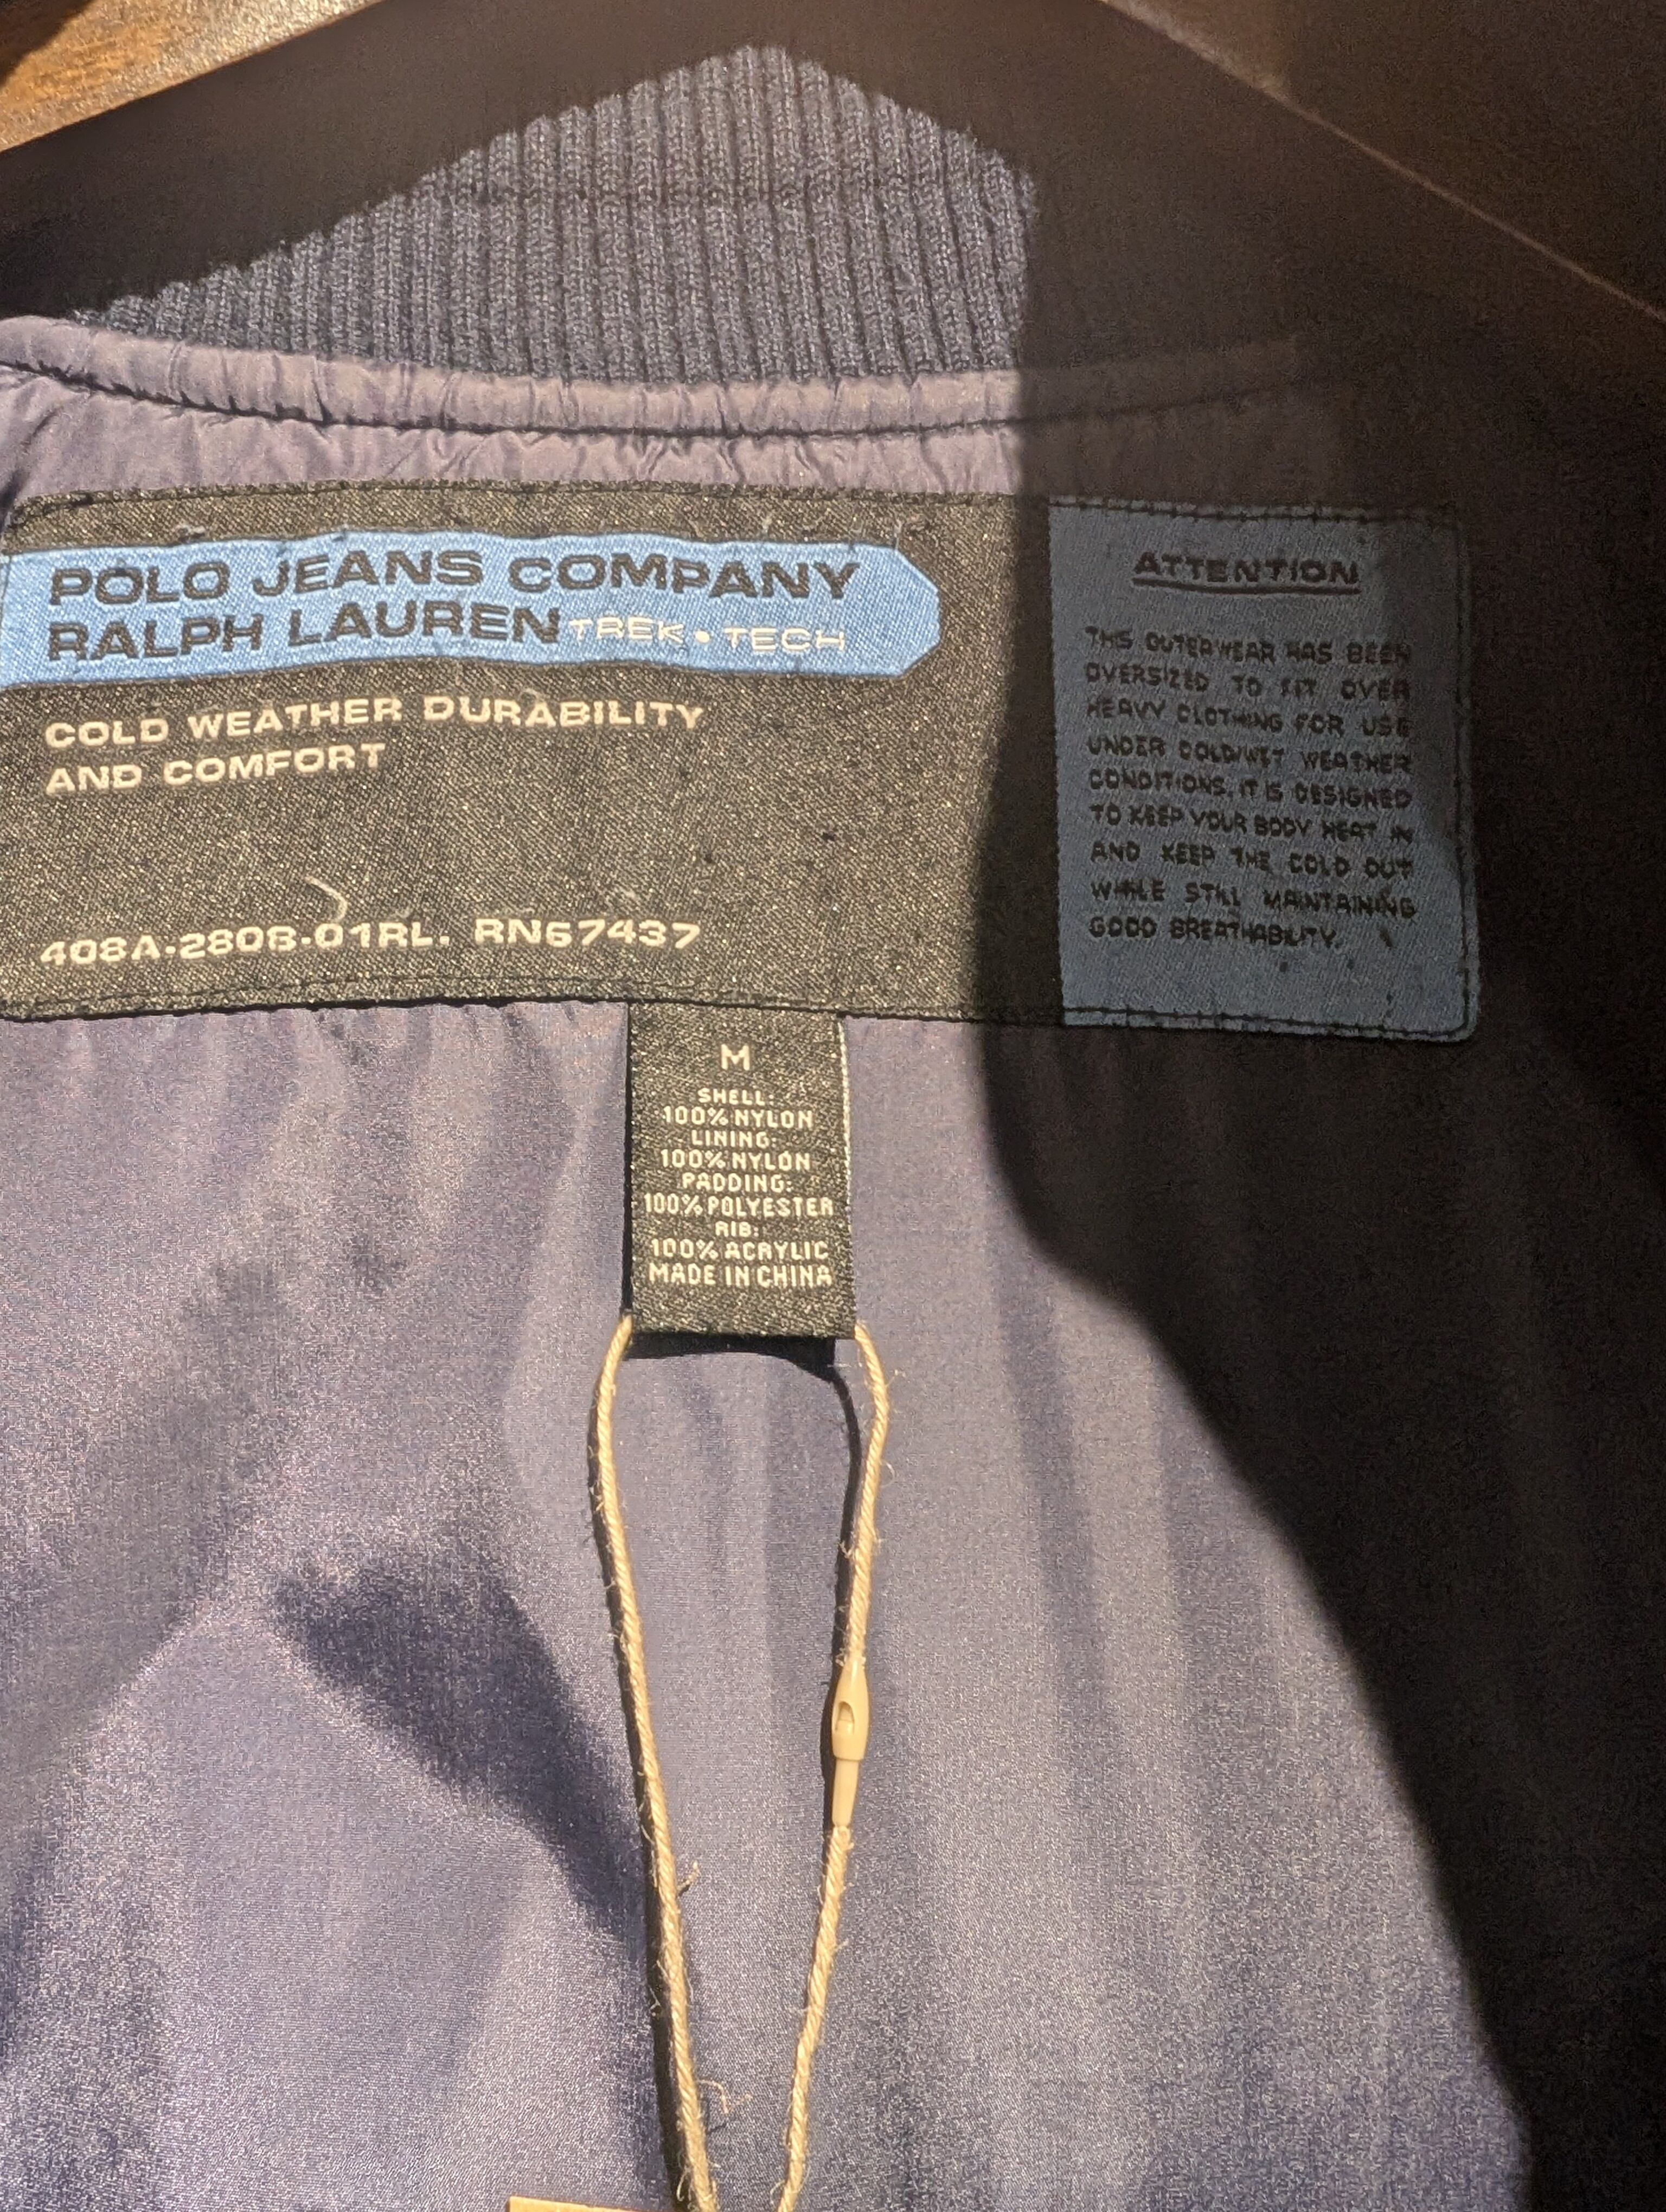 POLO JEANS COMPANY
RALPH LAUREN TREK • TECH
COLD WEATHER DURABILITY
AND COMFORT
408A-2808-01RL. RN67437
ATTENTION
THIS OUTERWEAR HAS BEEN
OVERSIZED TO FIT OVER
HEAVY CLOTHING FOR USE
UNDER COLD/WET WEATHER
CONDITIONS. IT IS DESIGNED
TO KEEP YOUR BODY HEAT IN
AND KEEP THE COLD OUT
WHILE STILL MAINTAINING
GOOD BREATHABILITY.
M
SHELL:
100% NYLON
LINING:
100% NYLON
PADDING:
100% POLYESTER
RIB:
100% ACRYLIC
MADE IN CHINA